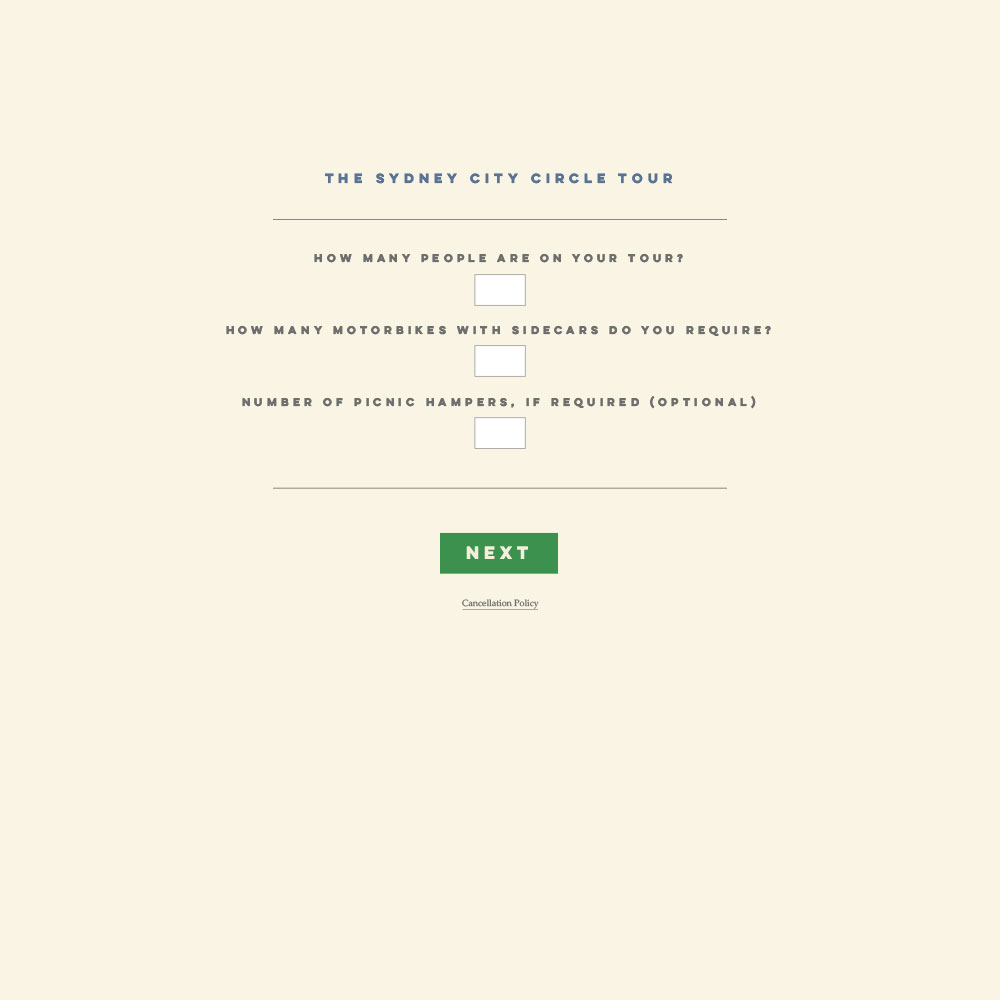 THE SYDNEY CITY CIRCLE TOUR
HOW MANY PEOPLE ARE ON YOUR TOUR?
HOW MANY MOTORBIKES WITH SIDECARS DO YOU REQUIRE?
NUMBER OF PICNIC HAMPERS, IF REQUIRED (OPTIONAL)
NEXT
Cancellation Policy